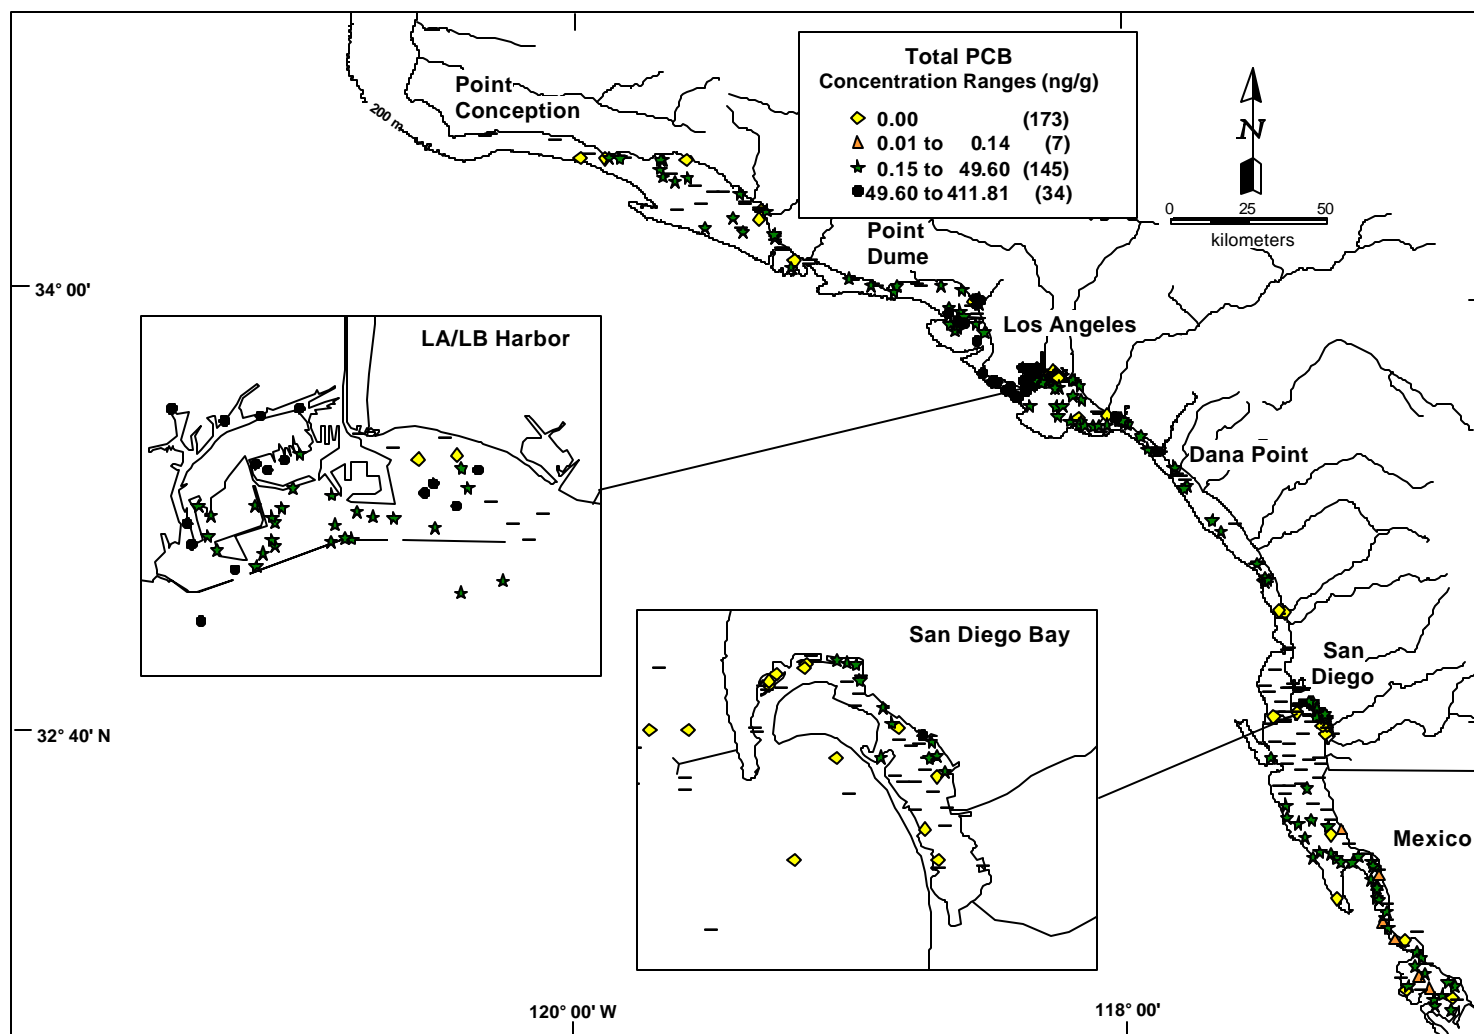 Total PCB
Concentration Ranges (ng/g)
0.00 (173)
0.01 to 0.14 (7)
0.15 to 49.60 (145)
49.60 to 411.81 (34)
Point
Conception
200 m
N
0 25 50
kilometers
Point
Dume
34° 00'
Los Angeles
LA/LB Harbor
Dana Point
San Diego Bay
San
Diego
32° 40' N
Mexico
120° 00' W
118° 00'